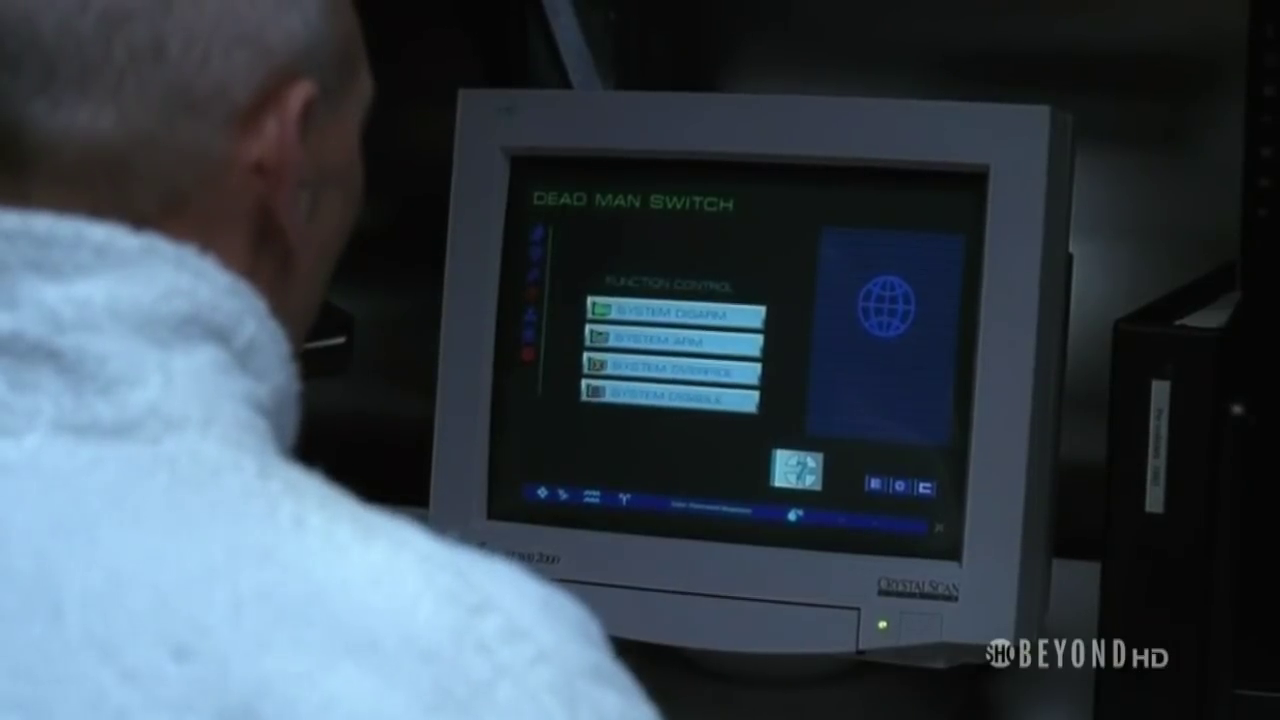 DEAD MAN SWITCH
FUNCTION CONTROL
SYSTEM DISARM
SYSTEM ARM
SYSTEM OVERRIDE
SYSTEM DISABLE
CRYSTALSCAN
SHO BEYOND HD